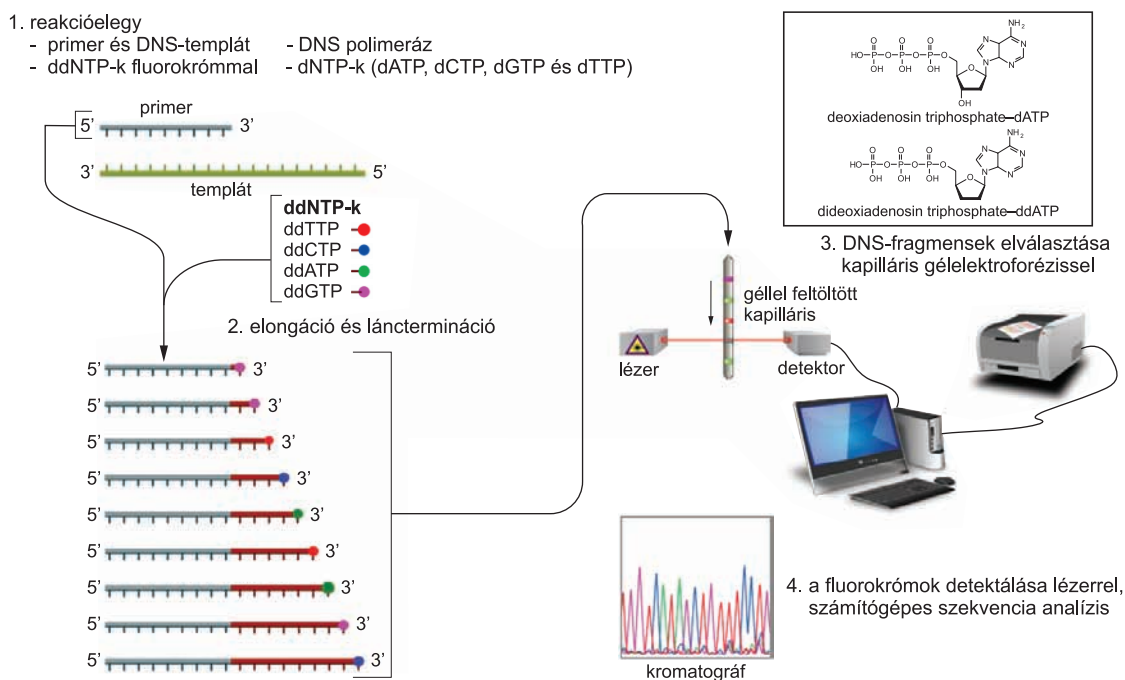 1. reakcióelegy
- primer és DNS-templát
- DNS polimeráz
- ddNTP-k fluorokrómmal
- dNTP-k (dATP, dCTP, dGTP és dTTP)
primer
5' 3'
3' 5'
templát
ddNTP-k
ddTTP
ddCTP
ddATP
ddGTP
2. elongáció és lánctermináció
5' 3'
5' 3'
5' 3'
5' 3'
5' 3'
5' 3'
5' 3'
5' 3'
5' 3'
NH2
N N
O O O
HO P O P O P O
N N
OH OH OH
O
OH
deoxiadenosin triphosphate–dATP
NH2
N N
O O O
HO P O P O P O
N N
OH OH OH
O
dideoxiadenosin triphosphate–ddATP
3. DNS-fragmensek elválasztása
kapilláris gélelektroforézissel
géllel feltöltött
kapilláris
lézer
detektor
4. a fluorokrómok detektálása lézerrel,
számítógépes szekvencia analízis
kromatográf